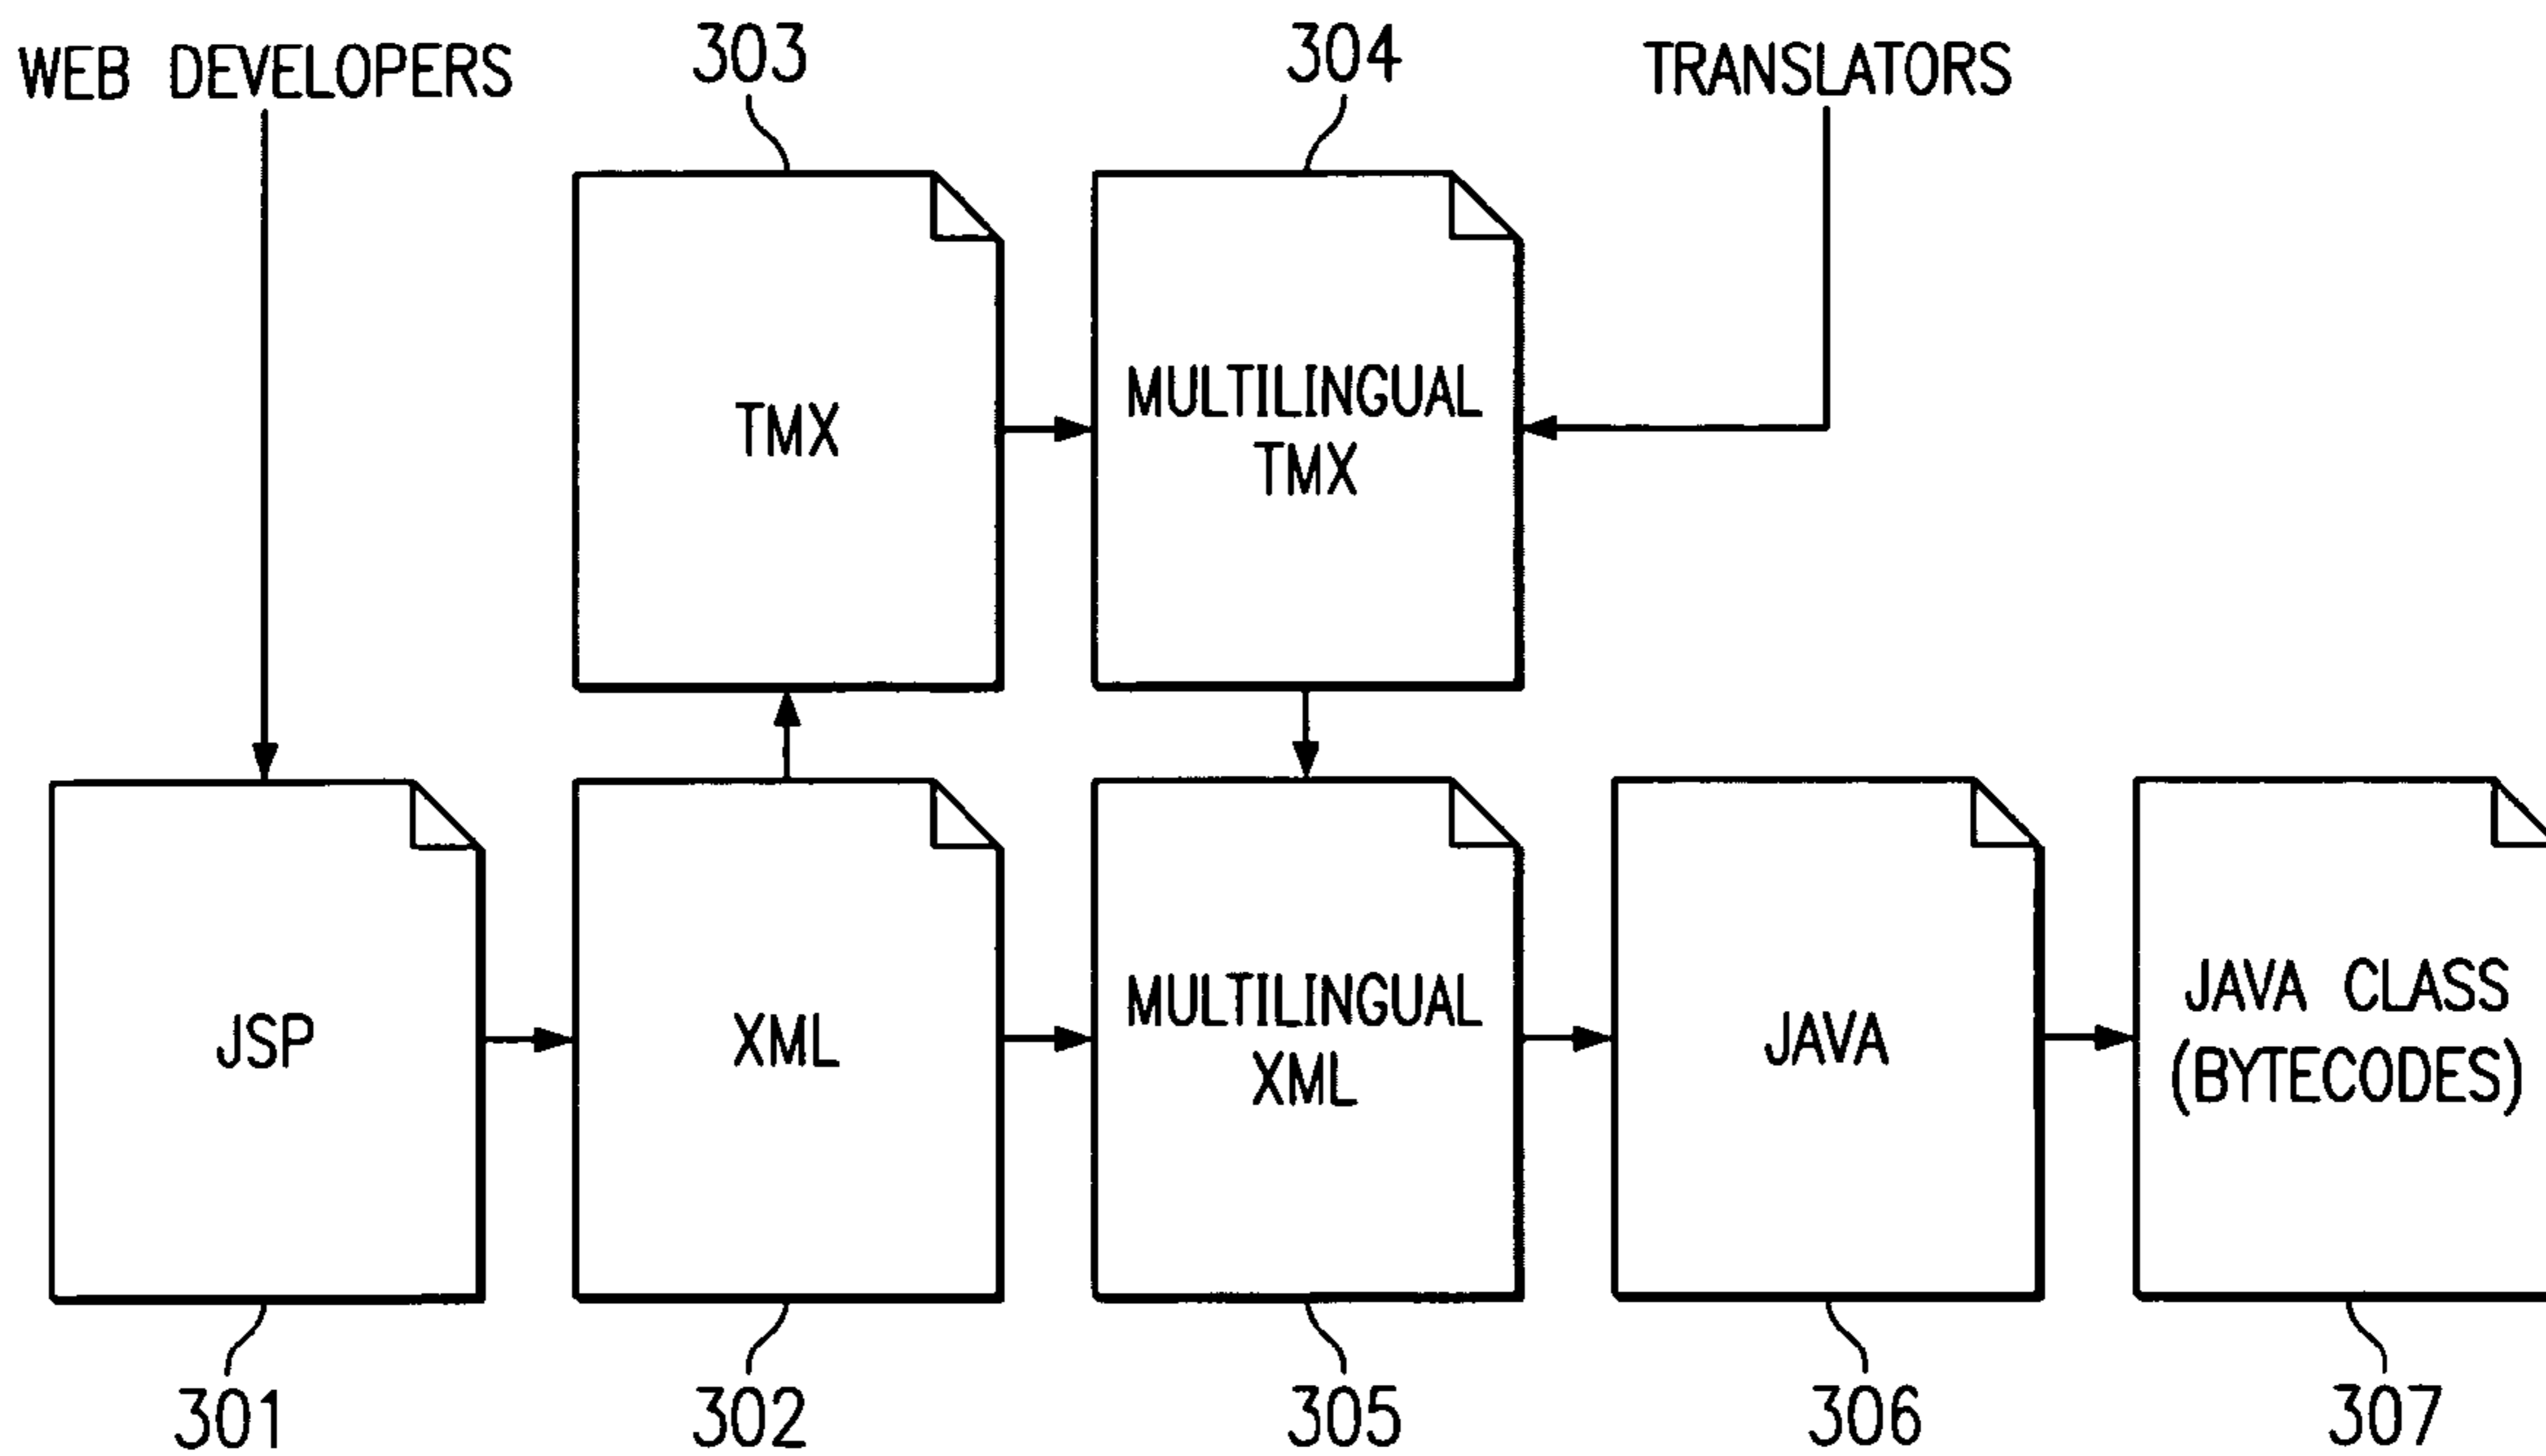 WEB DEVELOPERS
303
304
TRANSLATORS
TMX
MULTILINGUAL
TMX
JSP
XML
MULTILINGUAL
XML
JAVA
JAVA CLASS
(BYTECODES)
301
302
305
306
307